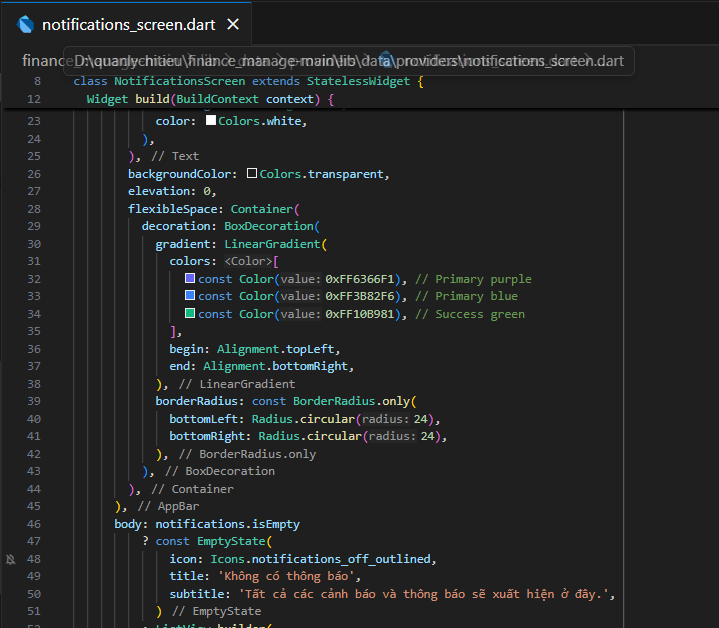 notifications_screen.dart ×
D:\quanly-chitieu\finance_manage-main\lib\data\providers\notifications_screen.dart
8 class NotificationsScreen extends StatelessWidget {
12 Widget build(BuildContext context) {
23 color: Colors.white,
24 ),
25 ), // Text
26 backgroundColor: Colors.transparent,
27 elevation: 0,
28 flexibleSpace: Container(
29 decoration: BoxDecoration(
30 gradient: LinearGradient(
31 colors: <Color>[
32 const Color(value: 0xFF6366F1), // Primary purple
33 const Color(value: 0xFF3B82F6), // Primary blue
34 const Color(value: 0xFF10B981), // Success green
35 ],
36 begin: Alignment.topLeft,
37 end: Alignment.bottomRight,
38 ), // LinearGradient
39 borderRadius: const BorderRadius.only(
40 bottomLeft: Radius.circular(radius: 24),
41 bottomRight: Radius.circular(radius: 24),
42 ), // BorderRadius.only
43 ), // BoxDecoration
44 ), // Container
45 ), // AppBar
46 body: notifications.isEmpty
47 ? const EmptyState(
48 icon: Icons.notifications_off_outlined,
49 title: 'Không có thông báo',
50 subtitle: 'Tất cả các cảnh báo và thông báo sẽ xuất hiện ở đây.',
51 ) // EmptyState
: ListView.builder(